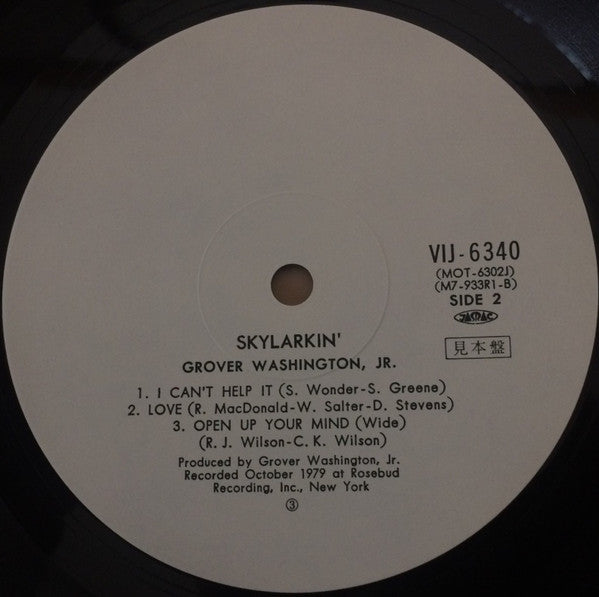 VIJ-6340
(MOT-6302J)
(M7-933R1-B)
SIDE 2
JASRAC
見本盤
SKYLARKIN'
GROVER WASHINGTON, JR.
1. I CAN'T HELP IT (S. Wonder-S. Greene)
2. LOVE (R. MacDonald-W. Salter-D. Stevens)
3. OPEN UP YOUR MIND (Wide)
(R. J. Wilson-C. K. Wilson)
Produced by Grover Washington, Jr.
Recorded October 1979 at Rosebud
Recording, Inc., New York
③